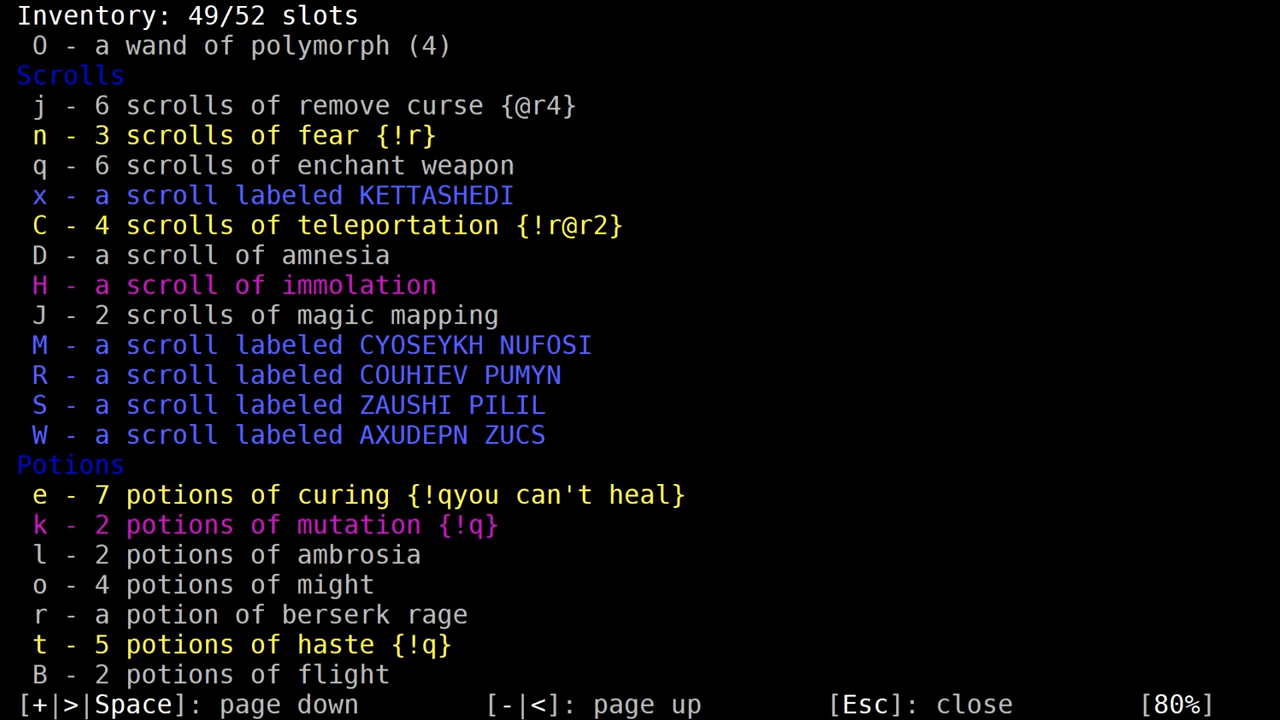 Inventory: 49/52 slots
O - a wand of polymorph (4)
Scrolls
j - 6 scrolls of remove curse {@r4}
n - 3 scrolls of fear {!r}
q - 6 scrolls of enchant weapon
x - a scroll labeled KETTASHEDI
C - 4 scrolls of teleportation {!r@r2}
D - a scroll of amnesia
H - a scroll of immolation
J - 2 scrolls of magic mapping
M - a scroll labeled CYOSEYKH NUFOSI
R - a scroll labeled COUHIEV PUMYN
S - a scroll labeled ZAUSHI PILIL
W - a scroll labeled AXUDEPN ZUCS
Potions
e - 7 potions of curing {!qyou can't heal}
k - 2 potions of mutation {!q}
l - 2 potions of ambrosia
o - 4 potions of might
r - a potion of berserk rage
t - 5 potions of haste {!q}
B - 2 potions of flight
[+|>|Space]: page down [-|<]: page up [Esc]: close [80%]